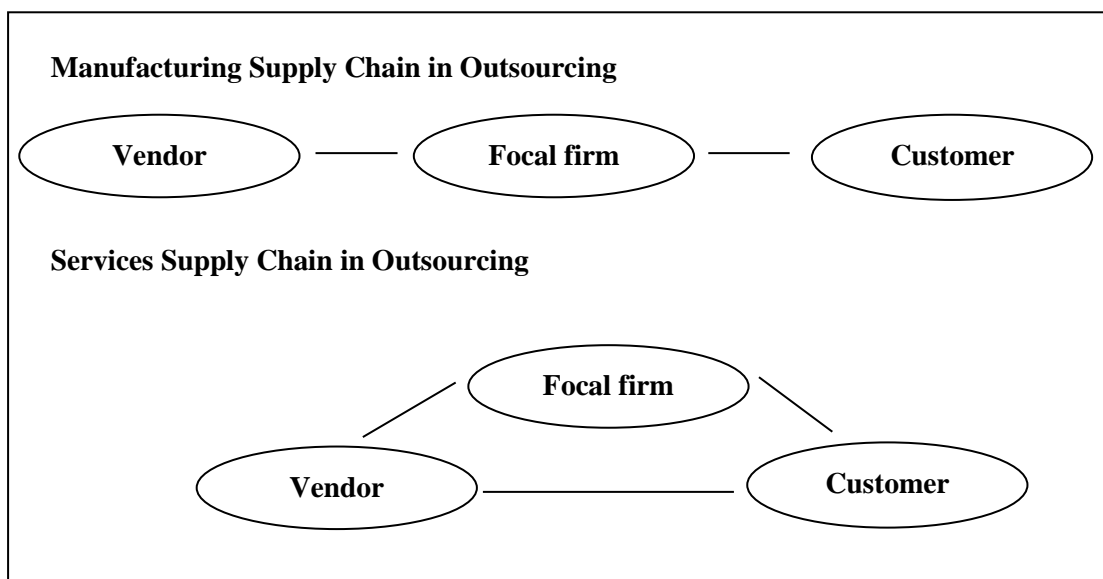 Manufacturing Supply Chain in Outsourcing
Vendor Focal firm Customer
Services Supply Chain in Outsourcing
Focal firm
Vendor Customer